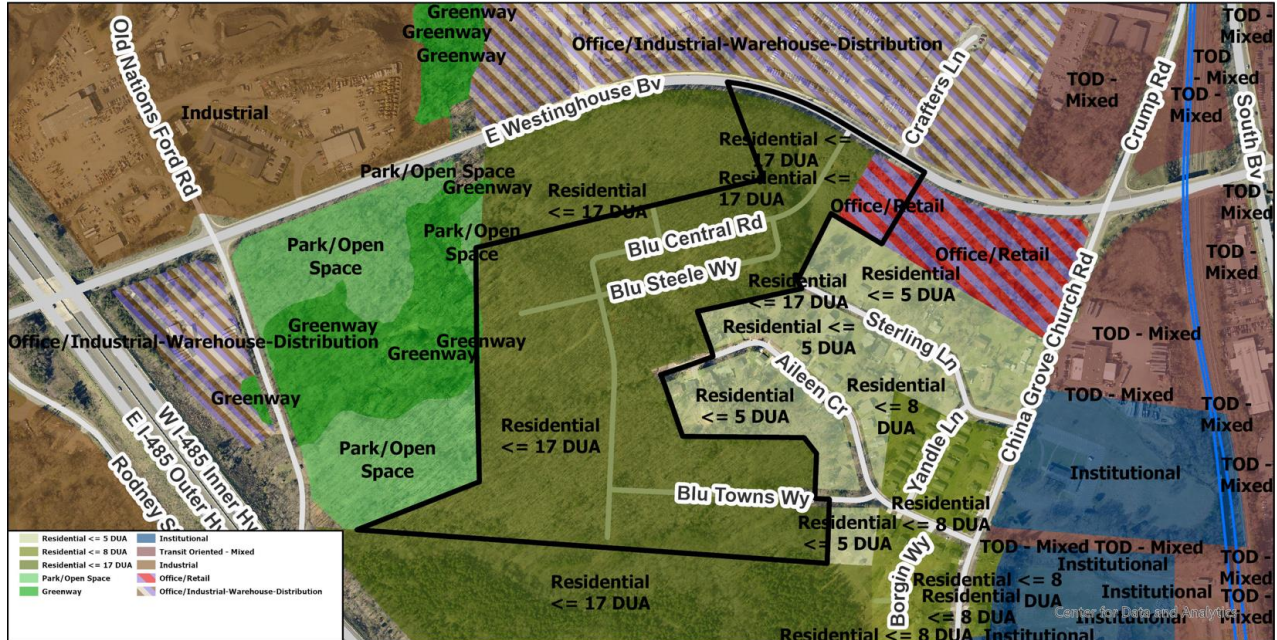 Greenway
Greenway
Greenway
Office/Industrial-Warehouse-Distribution
TOD -
Mixed
TOD
- Mixed
TOD -
Mixed
TOD -
Mixed
Old Nations Ford Rd
Industrial
E Westinghouse Bv
Crafters Ln
Crump Rd
South Bv
Park/Open Space
Greenway
Residential
<= 17 DUA
Residential <=
17 DUA
Residential <=
17 DUA
Office/Retail
Mixed
Park/Open
Space
Park/Open
Space
Blu Central Rd
Blu Steele Wy
Office/Retail
TOD -
Mixed
Residential
<= 17 DUA
Residential
<= 5 DUA
Greenway
Greenway
Greenway
Office/Industrial-Warehouse-Distribution
Residential <=
5 DUA
Sterling Ln
China Grove Church Rd
TOD - Mixed
Greenway
Aileen Cr
Residential
<= 5 DUA
Residential
<= 8
DUA
TOD - Mixed
TOD -
Mixed
W I-485 Inner Hy
E I-485 Outer Hy
Rodney S
Park/Open
Space
Residential
<= 17 DUA
Yandle Ln
Institutional
TOD -
Mixed
Blu Towns Wy
Residential
<= 8 DUA
Residential
<= 5 DUA
Borgin Wy
TOD - Mixed
TOD - Mixed
Institutional
TOD -
Mixed
Residential
<= 17 DUA
Residential <= 8
DUA
Residential
<= 8 DUA
Institutional
TOD -
Mixed
Center for Data and Analytics
Institutional
Residential <= 8 DUA
Institutional
Residential <= 5 DUA
Residential <= 8 DUA
Residential <= 17 DUA
Park/Open Space
Greenway
Institutional
Transit Oriented - Mixed
Industrial
Office/Retail
Office/Industrial-Warehouse-Distribution